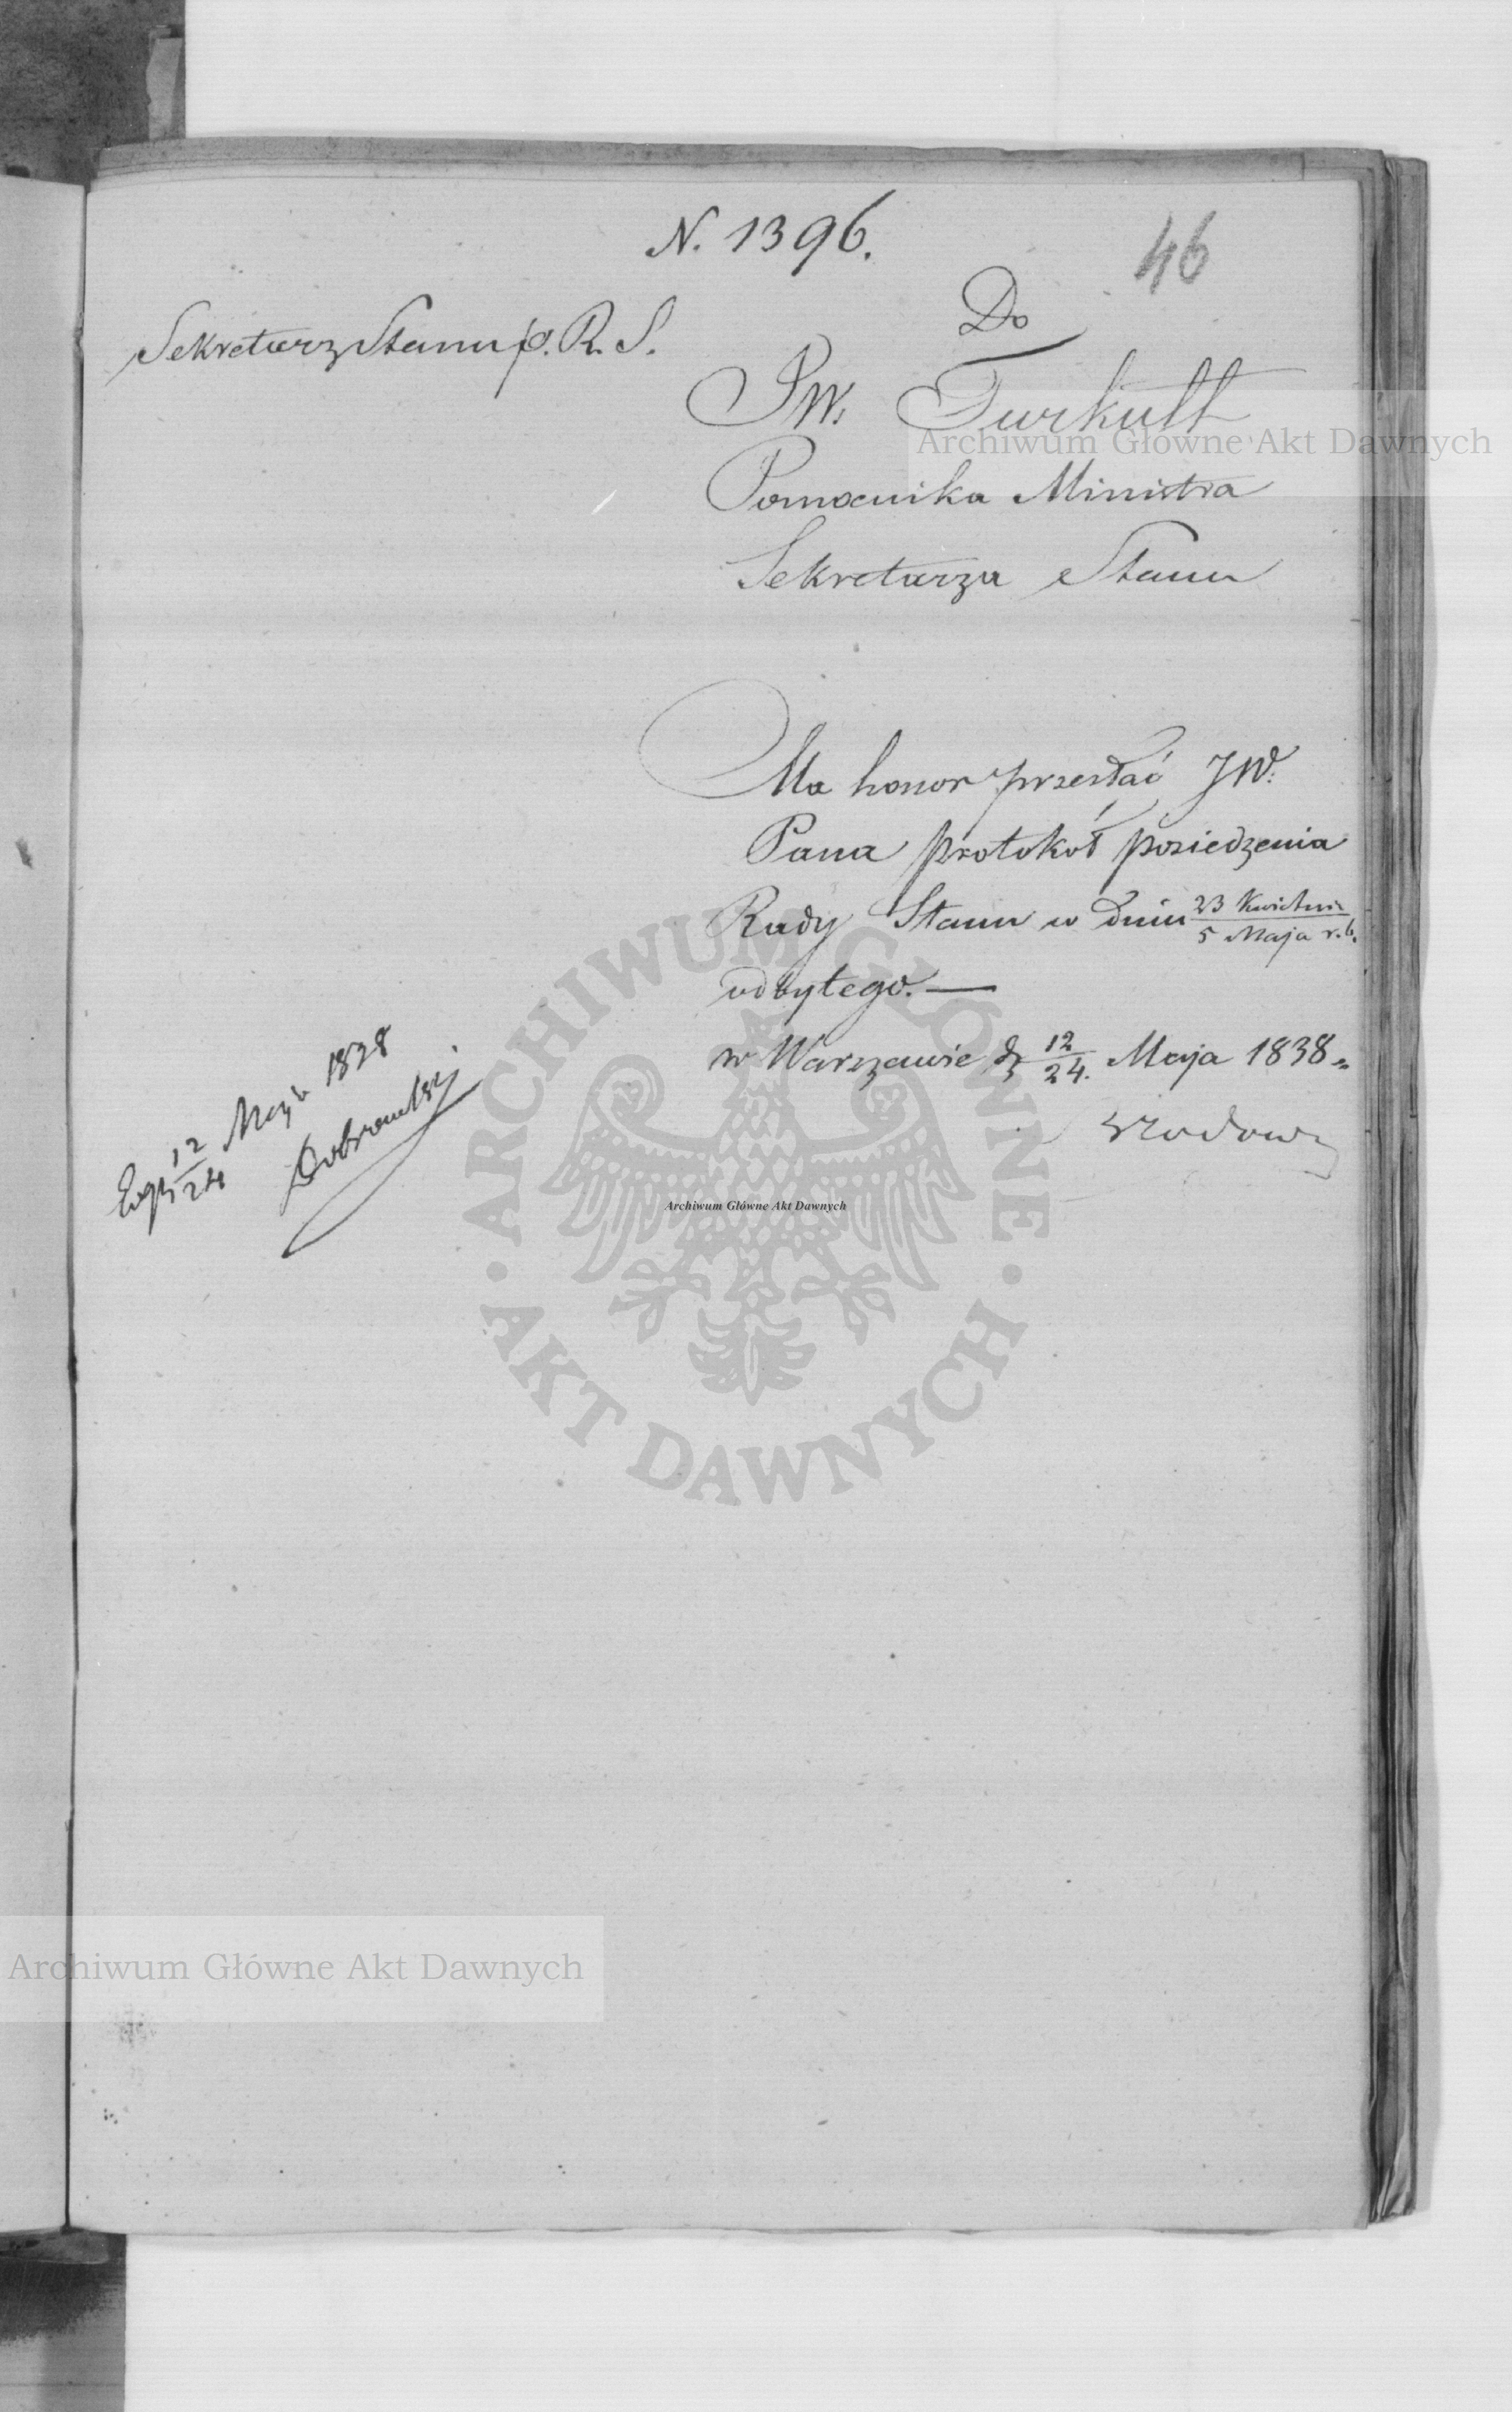 N. 1396.
46
Sekretarz Stanu p. R. S.
Do
JW. Turkułł
Pomocnika Ministra
Sekretarza Stanu
Ma honor przesłać JW.
Pana protokół posiedzenia
Rady Stanu w dniu 23 Kwietnia / 5 Maja r. b.
odbytego. —
w Warszawie d. 12/24. Maja 1838
12/24 Maja 1838
Dobrowolski
Archiwum Główne Akt Dawnych
Archiwum Główne Akt Dawnych
ARCHIWUM GŁÓWNE · AKT DAWNYCH ·
Archiwum Główne Akt Dawnych